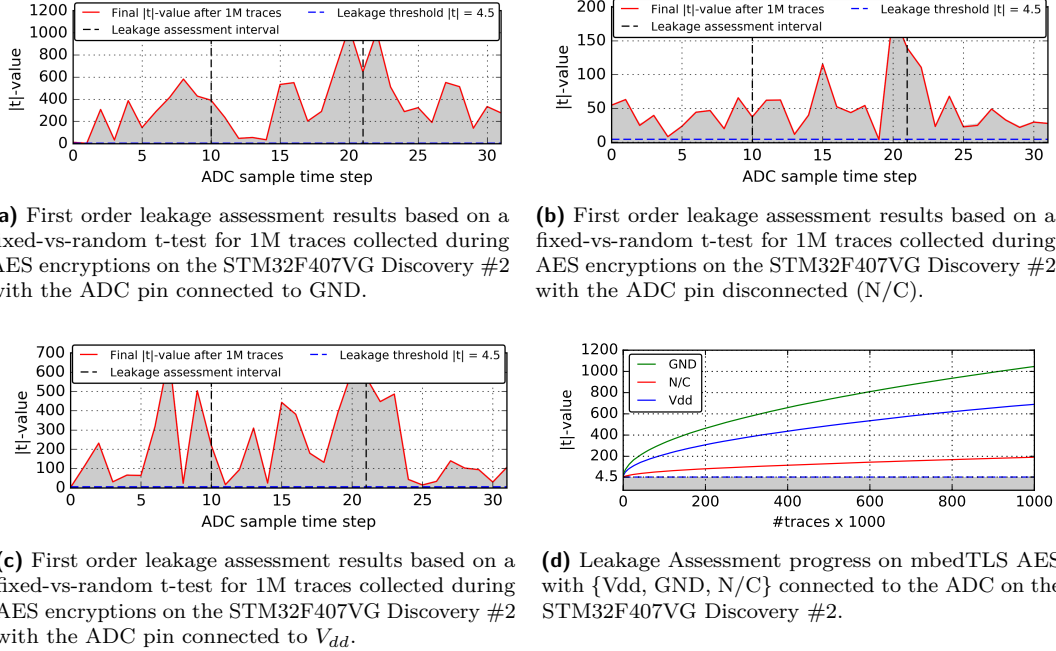 Final |t|-value after 1M traces
Leakage threshold |t| = 4.5
Leakage assessment interval
1200
1000
800
600
400
200
0
|t|-value
0 5 10 15 20 25 30
ADC sample time step
a) First order leakage assessment results based on a
fixed-vs-random t-test for 1M traces collected during
AES encryptions on the STM32F407VG Discovery #2
with the ADC pin connected to GND.
Final |t|-value after 1M traces
Leakage threshold |t| = 4.5
Leakage assessment interval
200
150
100
50
0
|t|-value
0 5 10 15 20 25 30
ADC sample time step
(b) First order leakage assessment results based on a
fixed-vs-random t-test for 1M traces collected during
AES encryptions on the STM32F407VG Discovery #2
with the ADC pin disconnected (N/C).
Final |t|-value after 1M traces
Leakage threshold |t| = 4.5
Leakage assessment interval
700
600
500
400
300
200
100
0
|t|-value
0 5 10 15 20 25 30
ADC sample time step
(c) First order leakage assessment results based on a
fixed-vs-random t-test for 1M traces collected during
AES encryptions on the STM32F407VG Discovery #2
with the ADC pin connected to Vdd.
GND
N/C
Vdd
1200
1000
800
600
400
200
4.5
|t|-value
0 200 400 600 800 1000
#traces x 1000
(d) Leakage Assessment progress on mbedTLS AES
with {Vdd, GND, N/C} connected to the ADC on the
STM32F407VG Discovery #2.